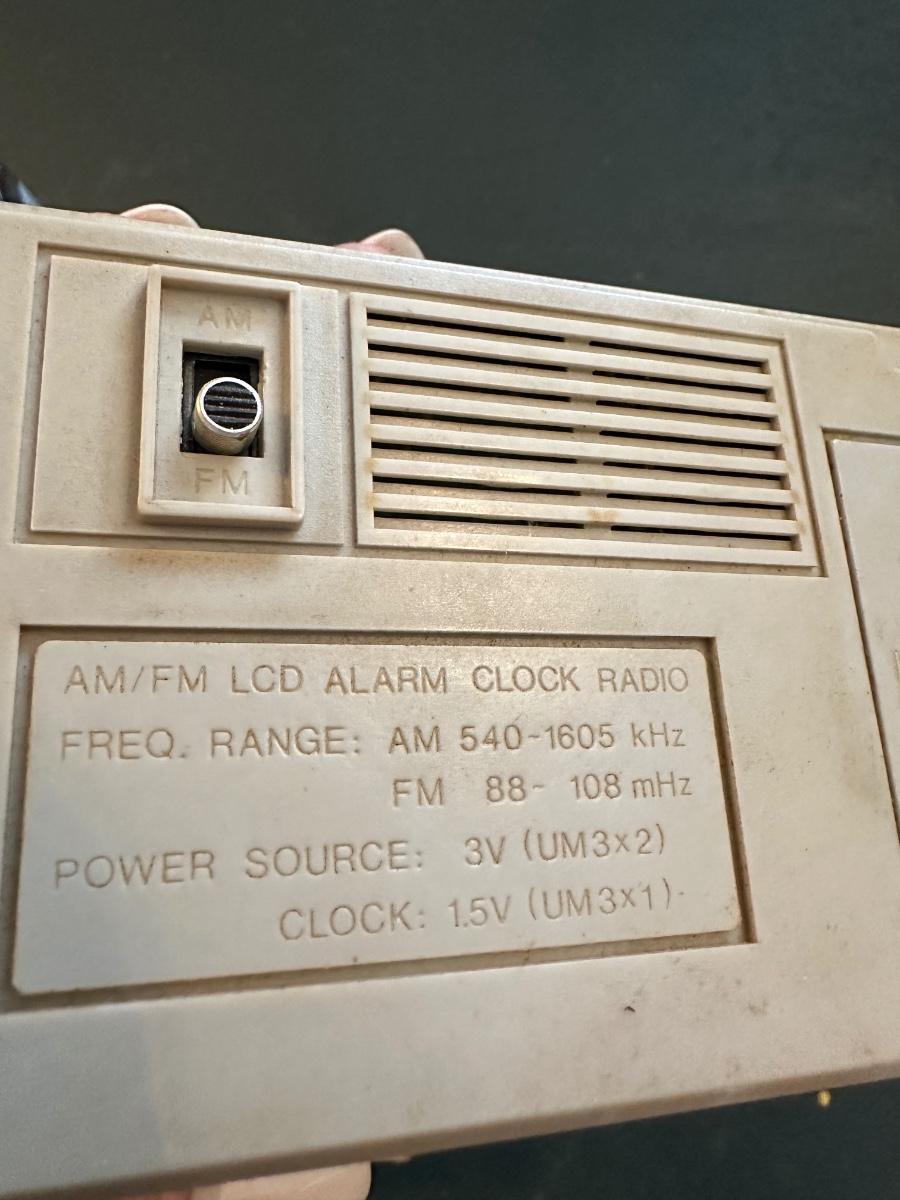 AM
FM
AM/FM LCD ALARM CLOCK RADIO
FREQ. RANGE: AM 540-1605 kHz
FM 88- 108 mHz
POWER SOURCE: 3V (UM3x2)
CLOCK: 1.5V (UM3x1)